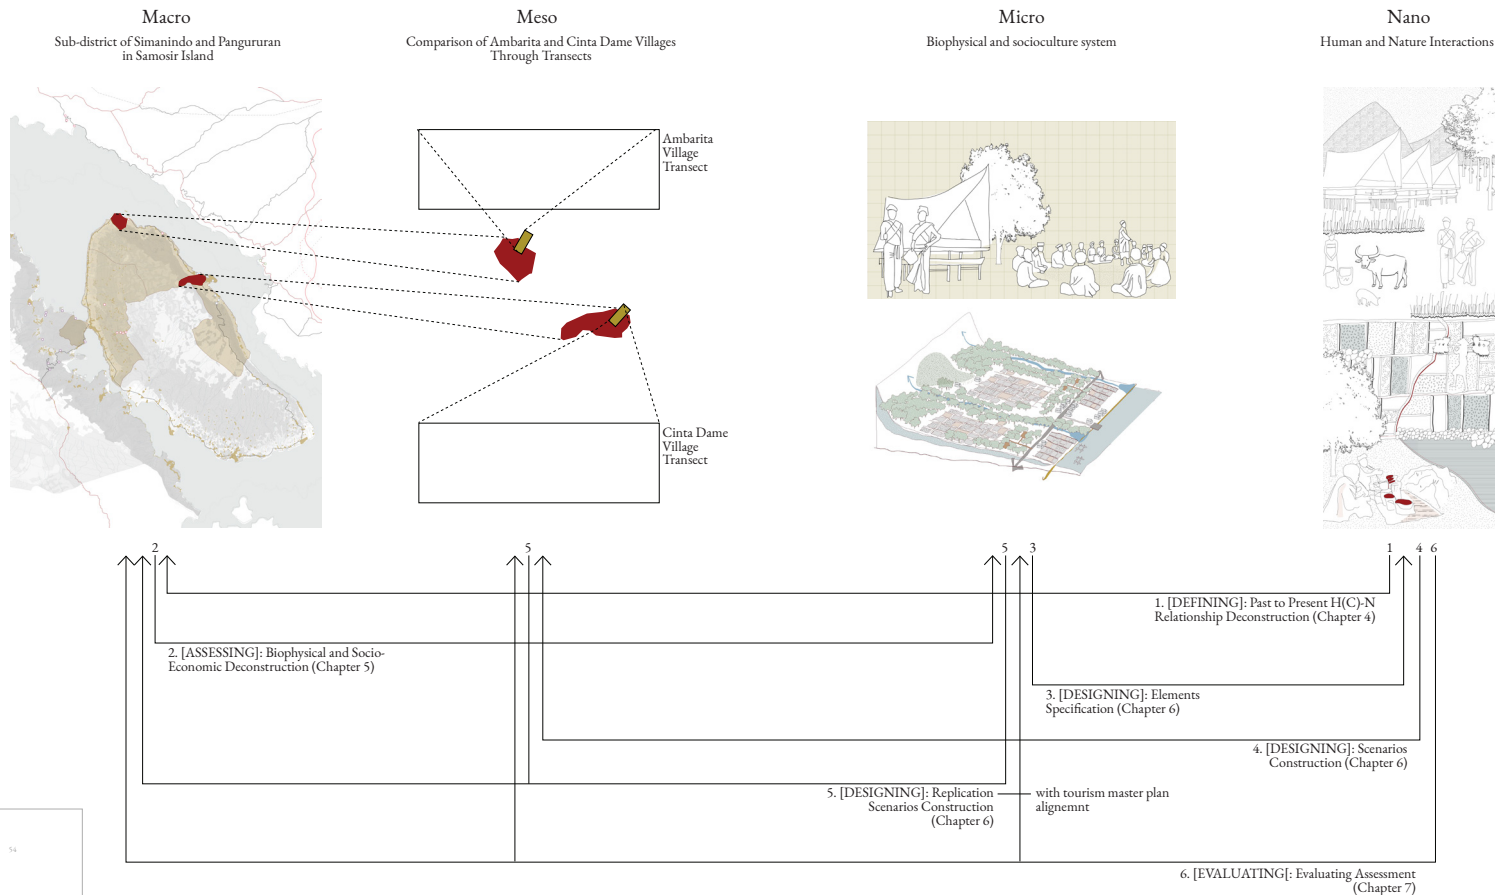 Macro
Sub-district of Simanindo and Pangururan
in Samosir Island
Meso
Comparison of Ambarita and Cinta Dame Villages
Through Transects
Micro
Biophysical and socioculture system
Nano
Human and Nature Interactions
Ambarita
Village
Transect
Cinta Dame
Village
Transect
2
5
5
3
1
4
6
1. [DEFINING]: Past to Present H(C)-N
Relationship Deconstruction (Chapter 4)
2. [ASSESSING]: Biophysical and Socio-
Economic Deconstruction (Chapter 5)
3. [DESIGNING]: Elements
Specification (Chapter 6)
4. [DESIGNING]: Scenarios
Construction (Chapter 6)
5. [DESIGNING]: Replication
Scenarios Construction
(Chapter 6)
with tourism master plan
alignemnt
6. [EVALUATING[: Evaluating Assessment
(Chapter 7)
54